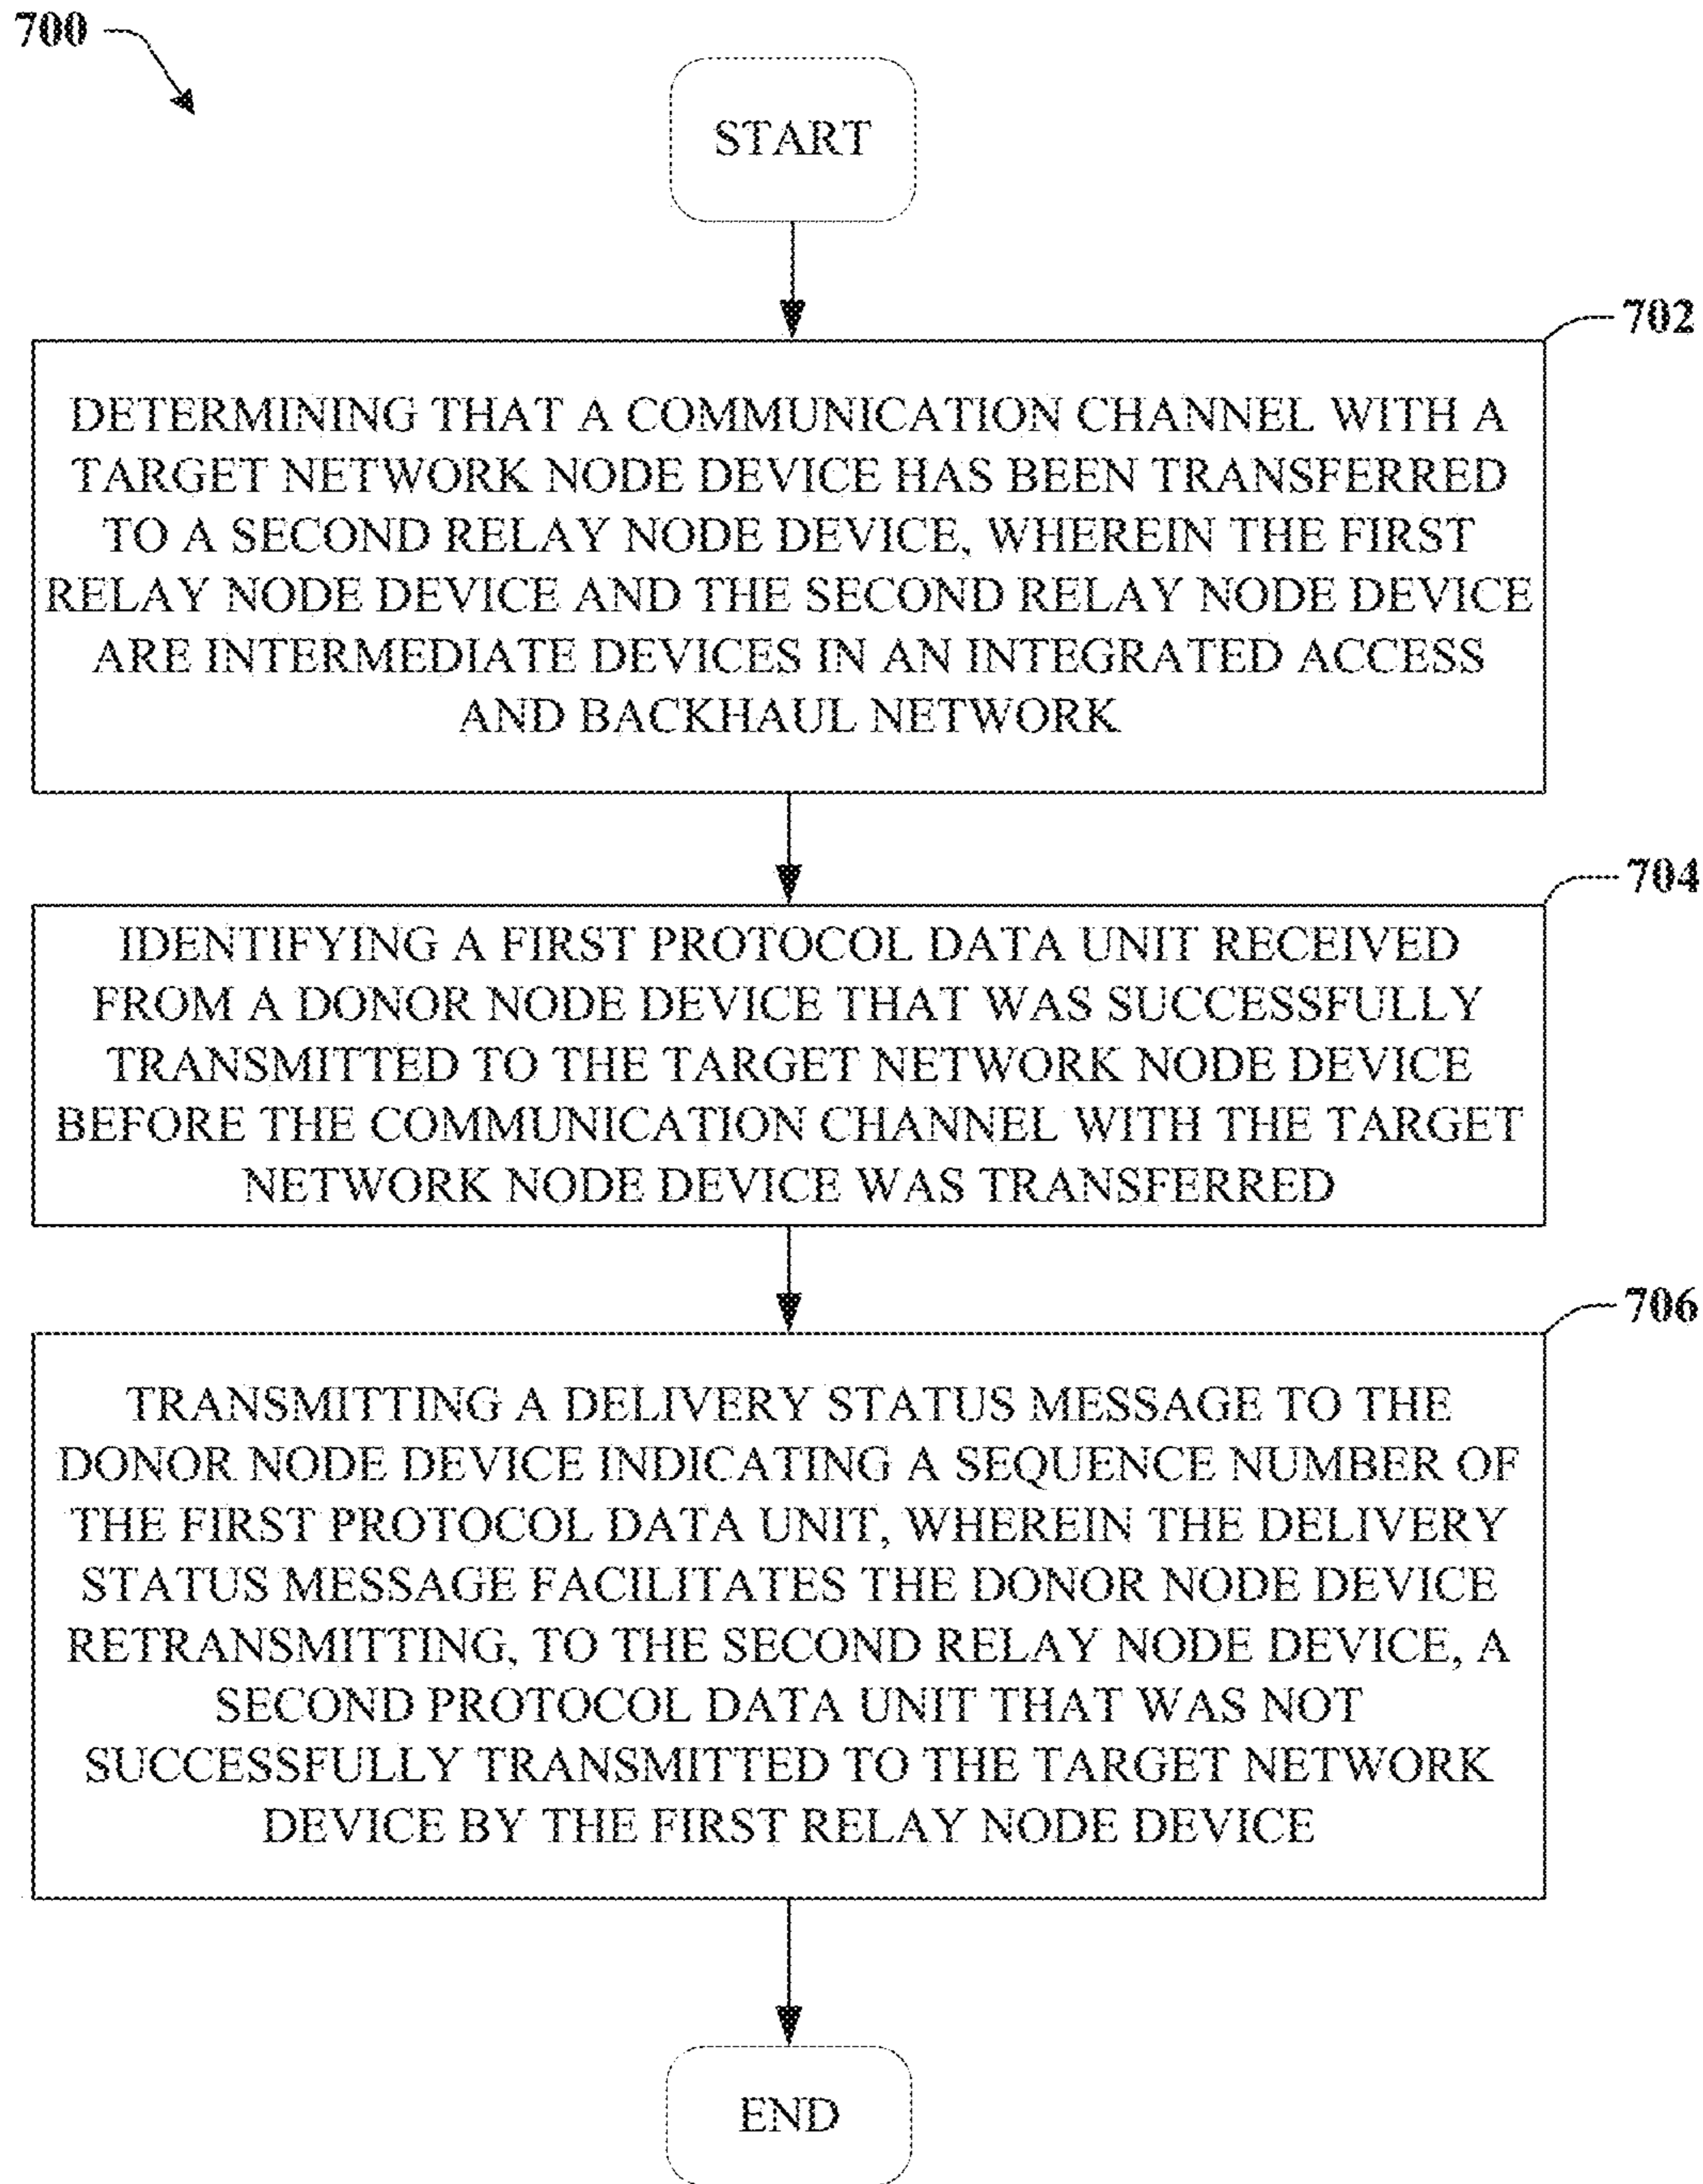 700
START
702
DETERMINING THAT A COMMUNICATION CHANNEL WITH A
TARGET NETWORK NODE DEVICE HAS BEEN TRANSFERRED
TO A SECOND RELAY NODE DEVICE, WHEREIN THE FIRST
RELAY NODE DEVICE AND THE SECOND RELAY NODE DEVICE
ARE INTERMEDIATE DEVICES IN AN INTEGRATED ACCESS
AND BACKHAUL NETWORK
704
IDENTIFYING A FIRST PROTOCOL DATA UNIT RECEIVED
FROM A DONOR NODE DEVICE THAT WAS SUCCESSFULLY
TRANSMITTED TO THE TARGET NETWORK NODE DEVICE
BEFORE THE COMMUNICATION CHANNEL WITH THE TARGET
NETWORK NODE DEVICE WAS TRANSFERRED
706
TRANSMITTING A DELIVERY STATUS MESSAGE TO THE
DONOR NODE DEVICE INDICATING A SEQUENCE NUMBER OF
THE FIRST PROTOCOL DATA UNIT, WHEREIN THE DELIVERY
STATUS MESSAGE FACILITATES THE DONOR NODE DEVICE
RETRANSMITTING, TO THE SECOND RELAY NODE DEVICE, A
SECOND PROTOCOL DATA UNIT THAT WAS NOT
SUCCESSFULLY TRANSMITTED TO THE TARGET NETWORK
DEVICE BY THE FIRST RELAY NODE DEVICE
END